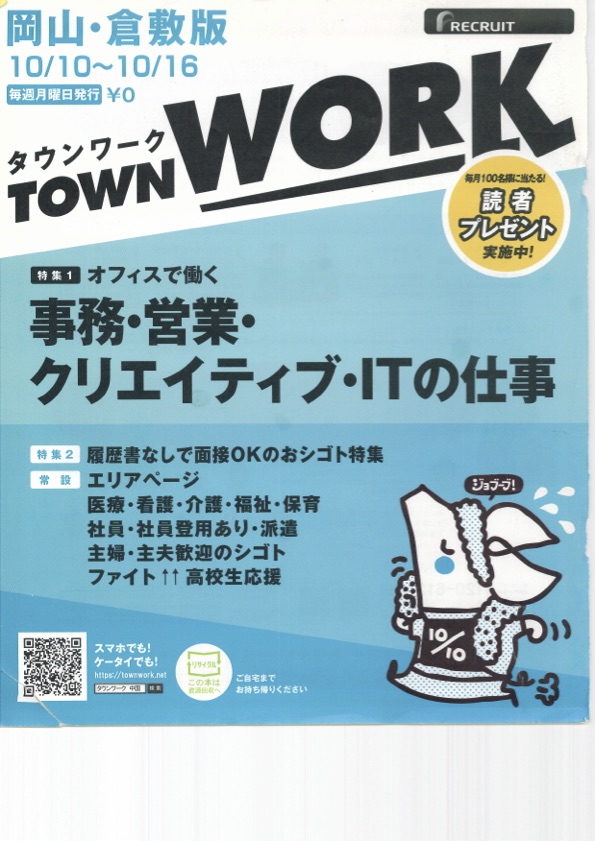 岡山・倉敷版
10/10〜10/16
毎週月曜日発行 ¥0
RECRUIT
タウンワーク
TOWN WORK
毎月100名様に当たる!
読者
プレゼント
実施中!
特集1 オフィスで働く
事務・営業・
クリエイティブ・ITの仕事
特集2 履歴書なしで面接OKのおシゴト特集
常設 エリアページ
医療・看護・介護・福祉・保育
社員・社員登用あり・派遣
主婦・主夫歓迎のシゴト
ファイト↑↑高校生応援
ジョブーブ!
10/10
スマホでも!
ケータイでも!
https://townwork.net
タウンワーク 中国 検索
リサイクル
この本は
資源回収へ
ご自宅まで
お持ち帰りください